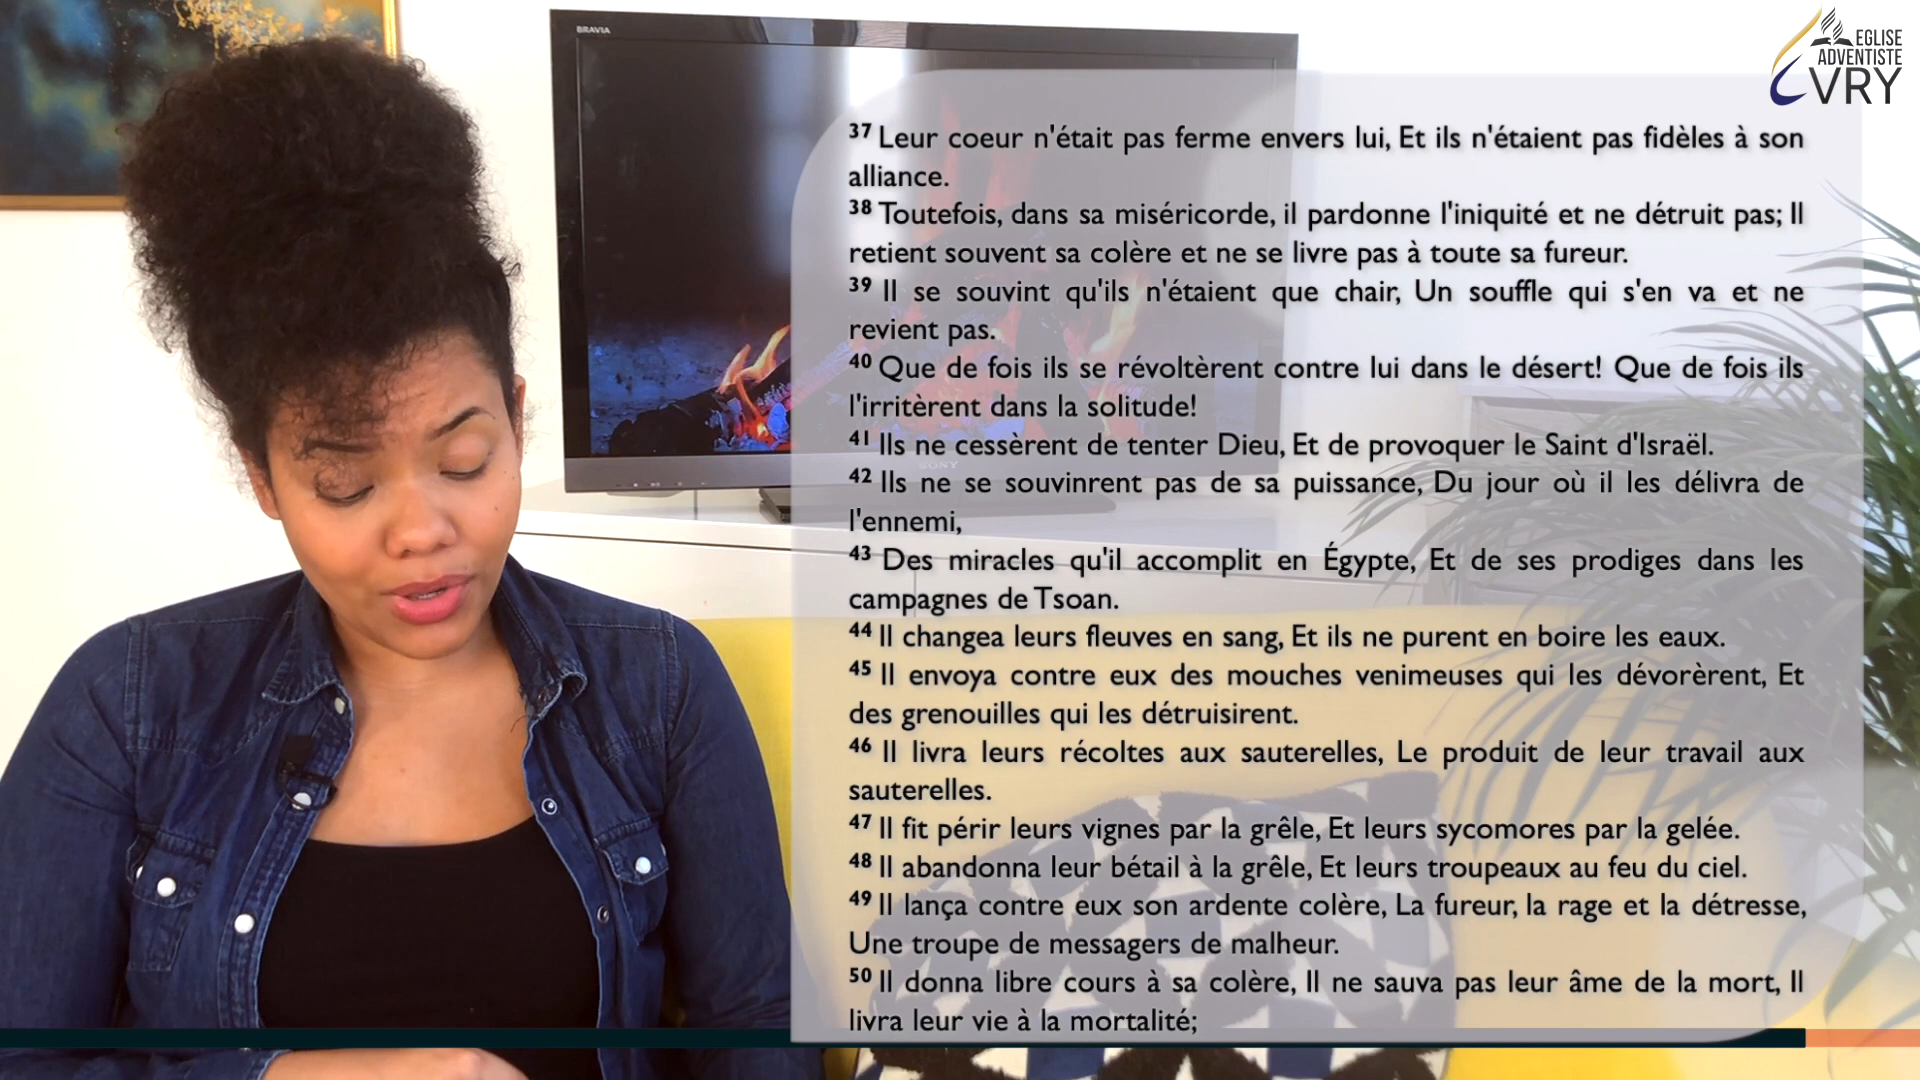 BRAVIA
EGLISE
ADVENTISTE
VRY
37 Leur coeur n'était pas ferme envers lui, Et ils n'étaient pas fidèles à son
alliance.
38 Toutefois, dans sa miséricorde, il pardonne l'iniquité et ne détruit pas; Il
retient souvent sa colère et ne se livre pas à toute sa fureur.
39 Il se souvint qu'ils n'étaient que chair, Un souffle qui s'en va et ne
revient pas.
40 Que de fois ils se révoltèrent contre lui dans le désert! Que de fois ils
l'irritèrent dans la solitude!
41 Ils ne cessèrent de tenter Dieu, Et de provoquer le Saint d'Israël.
SONY
42 Ils ne se souvinrent pas de sa puissance, Du jour où il les délivra de
l'ennemi,
43 Des miracles qu'il accomplit en Égypte, Et de ses prodiges dans les
campagnes de Tsoan.
44 Il changea leurs fleuves en sang, Et ils ne purent en boire les eaux.
45 Il envoya contre eux des mouches venimeuses qui les dévorèrent, Et
des grenouilles qui les détruisirent.
46 Il livra leurs récoltes aux sauterelles, Le produit de leur travail aux
sauterelles.
47 Il fit périr leurs vignes par la grêle, Et leurs sycomores par la gelée.
48 Il abandonna leur bétail à la grêle, Et leurs troupeaux au feu du ciel.
49 Il lança contre eux son ardente colère, La fureur, la rage et la détresse,
Une troupe de messagers de malheur.
50 Il donna libre cours à sa colère, Il ne sauva pas leur âme de la mort, Il
livra leur vie à la mortalité;